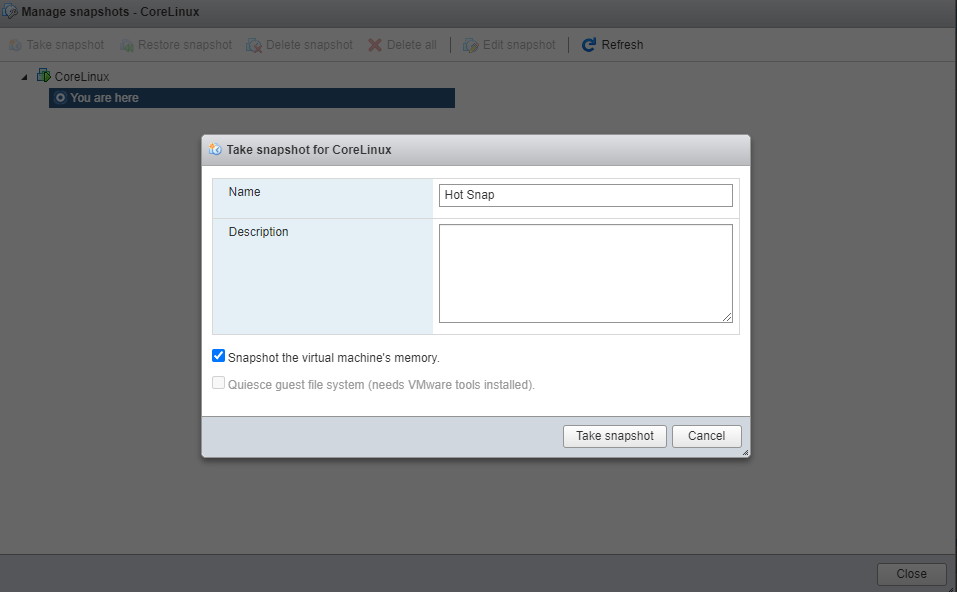 Manage snapshots - CoreLinux
Take snapshot Restore snapshot Delete snapshot Delete all Edit snapshot Refresh
CoreLinux
You are here
Take snapshot for CoreLinux
Name Hot Snap
Description
Snapshot the virtual machine's memory.
Quiesce guest file system (needs VMware tools installed).
Take snapshot Cancel
Close